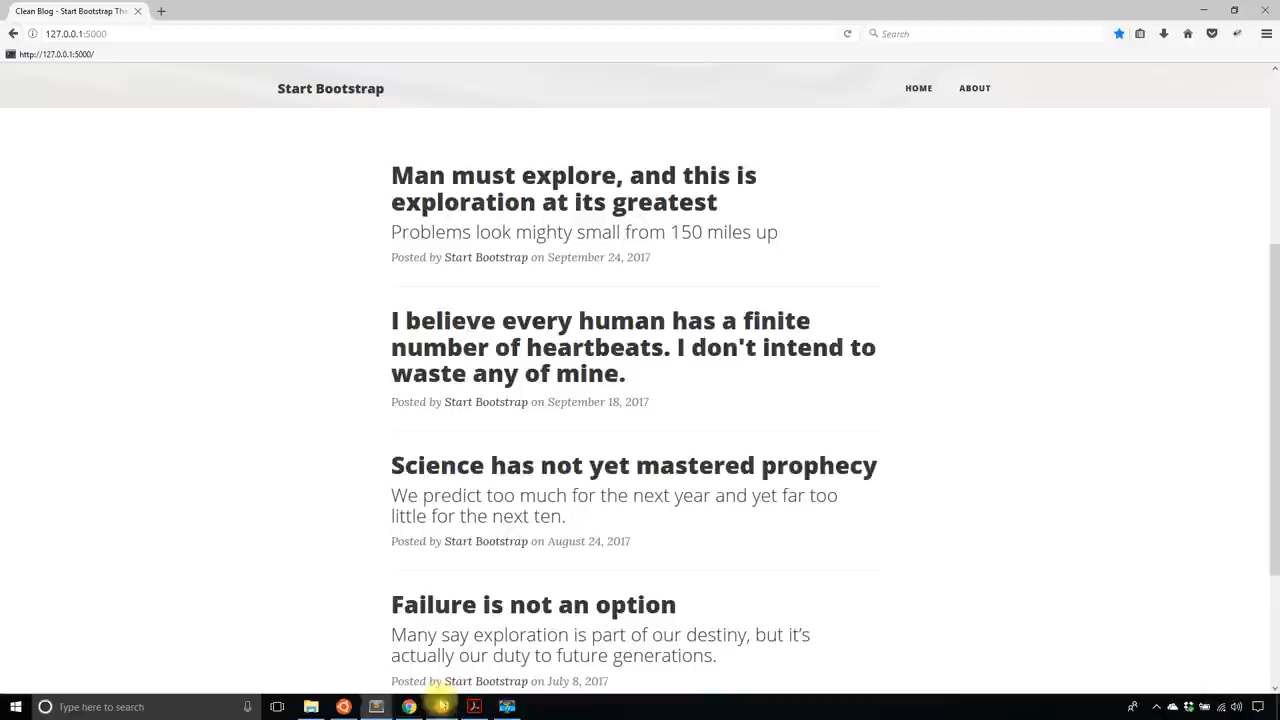 Clean Blog - Start Bootstrap The
127.0.0.1:5000
Search
http://127.0.0.1:5000/
Start Bootstrap
HOME
ABOUT
Man must explore, and this is
exploration at its greatest
Problems look mighty small from 150 miles up
Posted by Start Bootstrap on September 24, 2017
I believe every human has a finite
number of heartbeats. I don't intend to
waste any of mine.
Posted by Start Bootstrap on September 18, 2017
Science has not yet mastered prophecy
We predict too much for the next year and yet far too
little for the next ten.
Posted by Start Bootstrap on August 24, 2017
Failure is not an option
Many say exploration is part of our destiny, but it’s
actually our duty to future generations.
Posted by Start Bootstrap on July 8, 2017
Type here to search